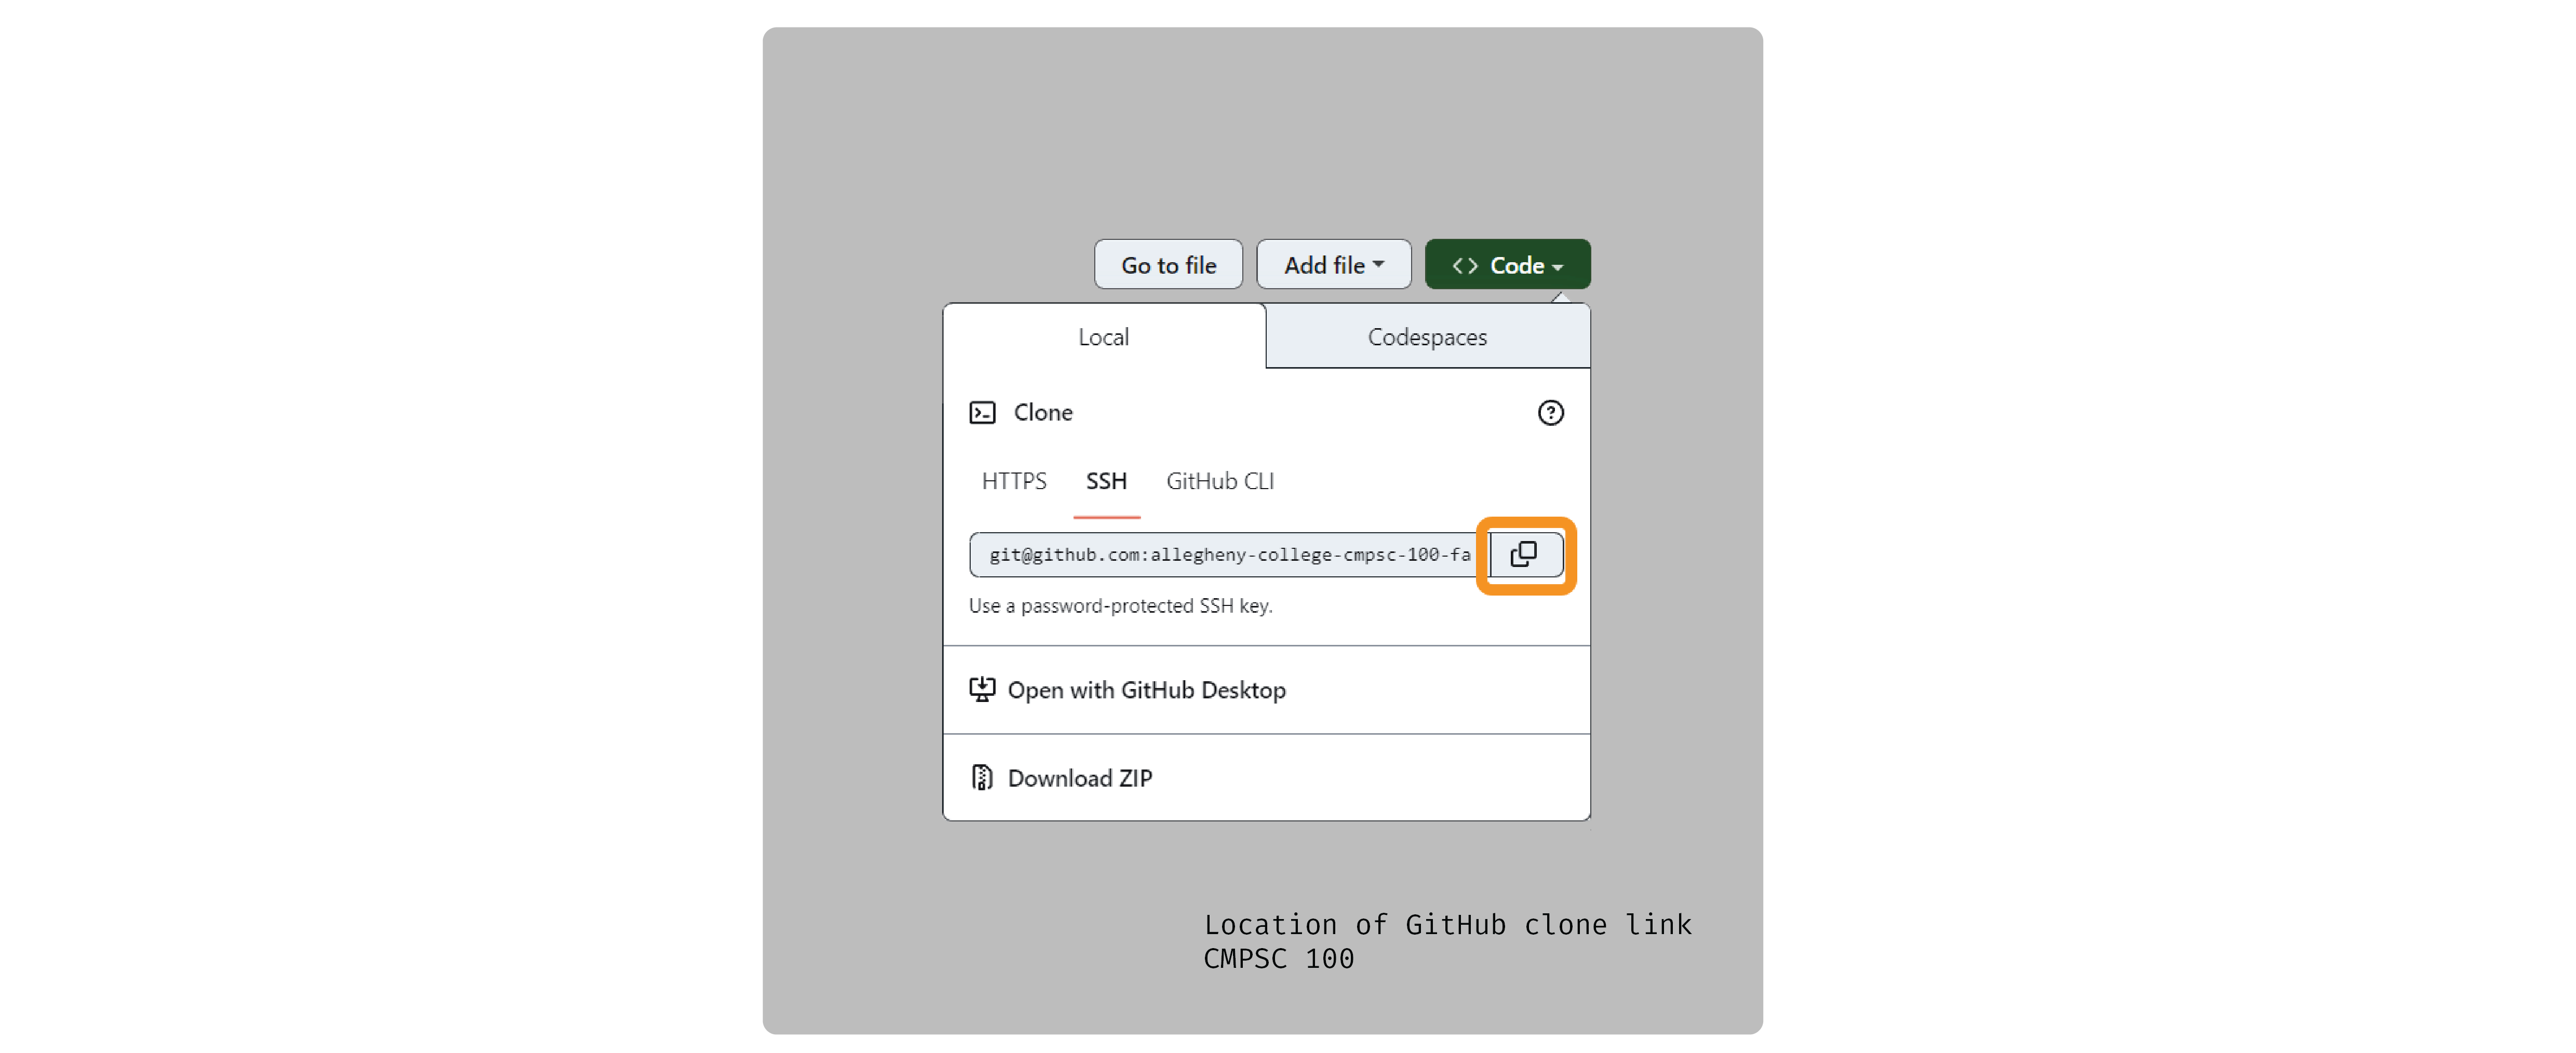 Go to file
Add file
<> Code
Local
Codespaces
Clone
HTTPS
SSH
GitHub CLI
git@github.com:allegheny-college-cmpsc-100-fa
Use a password-protected SSH key.
Open with GitHub Desktop
Download ZIP
Location of GitHub clone link
CMPSC 100